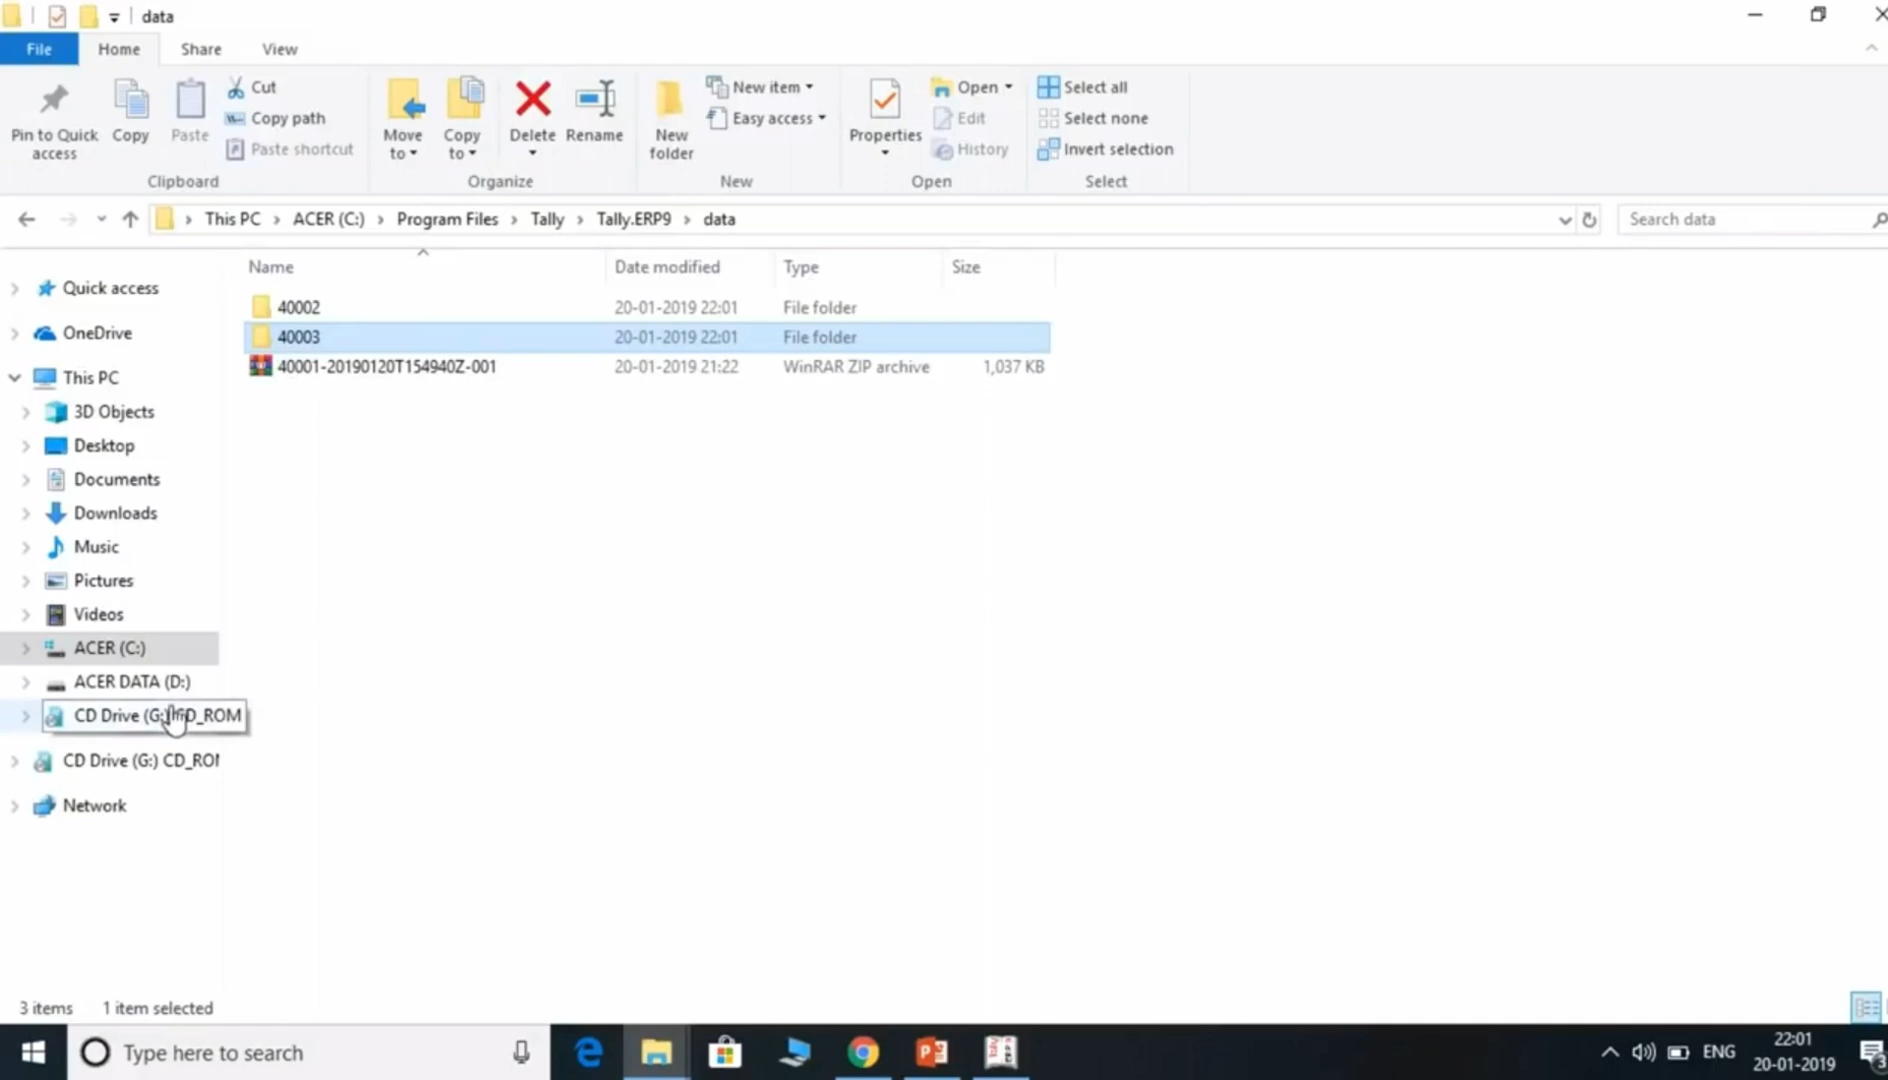 data
File Home Share View
Pin to Quick access
Copy
Paste
Cut
Copy path
Paste shortcut
Clipboard
Move to
Copy to
Delete
Rename
Organize
New folder
New item
Easy access
New
Properties
Open
Edit
History
Open
Select all
Select none
Invert selection
Select
This PC > ACER (C:) > Program Files > Tally > Tally.ERP9 > data
Search data
Name Date modified Type Size
40002 20-01-2019 22:01 File folder
40003 20-01-2019 22:01 File folder
40001-20190120T154940Z-001 20-01-2019 21:22 WinRAR ZIP archive 1,037 KB
Quick access
OneDrive
This PC
3D Objects
Desktop
Documents
Downloads
Music
Pictures
Videos
ACER (C:)
ACER DATA (D:)
CD Drive (G:) CD_ROM
CD Drive (G:) CD_ROM
Network
3 items 1 item selected
Type here to search
ENG
22:01
20-01-2019
3